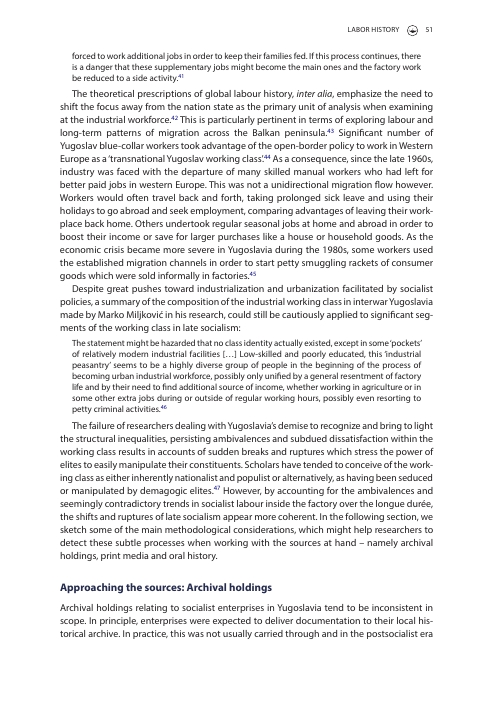 LABOR HISTORY 51
forced to work additional jobs in order to keep their families fed. If this process continues, there
is a danger that these supplementary jobs might become the main ones and the factory work
be reduced to a side activity.41
The theoretical prescriptions of global labour history, inter alia, emphasize the need to
shift the focus away from the nation state as the primary unit of analysis when examining
at the industrial workforce.42 This is particularly pertinent in terms of exploring labour and
long-term patterns of migration across the Balkan peninsula.43 Significant number of
Yugoslav blue-collar workers took advantage of the open-border policy to work in Western
Europe as a ‘transnational Yugoslav working class’.44 As a consequence, since the late 1960s,
industry was faced with the departure of many skilled manual workers who had left for
better paid jobs in western Europe. This was not a unidirectional migration flow however.
Workers would often travel back and forth, taking prolonged sick leave and using their
holidays to go abroad and seek employment, comparing advantages of leaving their work-
place back home. Others undertook regular seasonal jobs at home and abroad in order to
boost their income or save for larger purchases like a house or household goods. As the
economic crisis became more severe in Yugoslavia during the 1980s, some workers used
the established migration channels in order to start petty smuggling rackets of consumer
goods which were sold informally in factories.45
Despite great pushes toward industrialization and urbanization facilitated by socialist
policies, a summary of the composition of the industrial working class in interwar Yugoslavia
made by Marko Miljković in his research, could still be cautiously applied to significant seg-
ments of the working class in late socialism:
The statement might be hazarded that no class identity actually existed, except in some ‘pockets’
of relatively modern industrial facilities […] Low-skilled and poorly educated, this ‘industrial
peasantry’ seems to be a highly diverse group of people in the beginning of the process of
becoming urban industrial workforce, possibly only unified by a general resentment of factory
life and by their need to find additional source of income, whether working in agriculture or in
some other extra jobs during or outside of regular working hours, possibly even resorting to
petty criminal activities.46
The failure of researchers dealing with Yugoslavia’s demise to recognize and bring to light
the structural inequalities, persisting ambivalences and subdued dissatisfaction within the
working class results in accounts of sudden breaks and ruptures which stress the power of
elites to easily manipulate their constituents. Scholars have tended to conceive of the work-
ing class as either inherently nationalist and populist or alternatively, as having been seduced
or manipulated by demagogic elites.47 However, by accounting for the ambivalences and
seemingly contradictory trends in socialist labour inside the factory over the longue durée,
the shifts and ruptures of late socialism appear more coherent. In the following section, we
sketch some of the main methodological considerations, which might help researchers to
detect these subtle processes when working with the sources at hand – namely archival
holdings, print media and oral history.
Approaching the sources: Archival holdings
Archival holdings relating to socialist enterprises in Yugoslavia tend to be inconsistent in
scope. In principle, enterprises were expected to deliver documentation to their local his-
torical archive. In practice, this was not usually carried through and in the postsocialist era